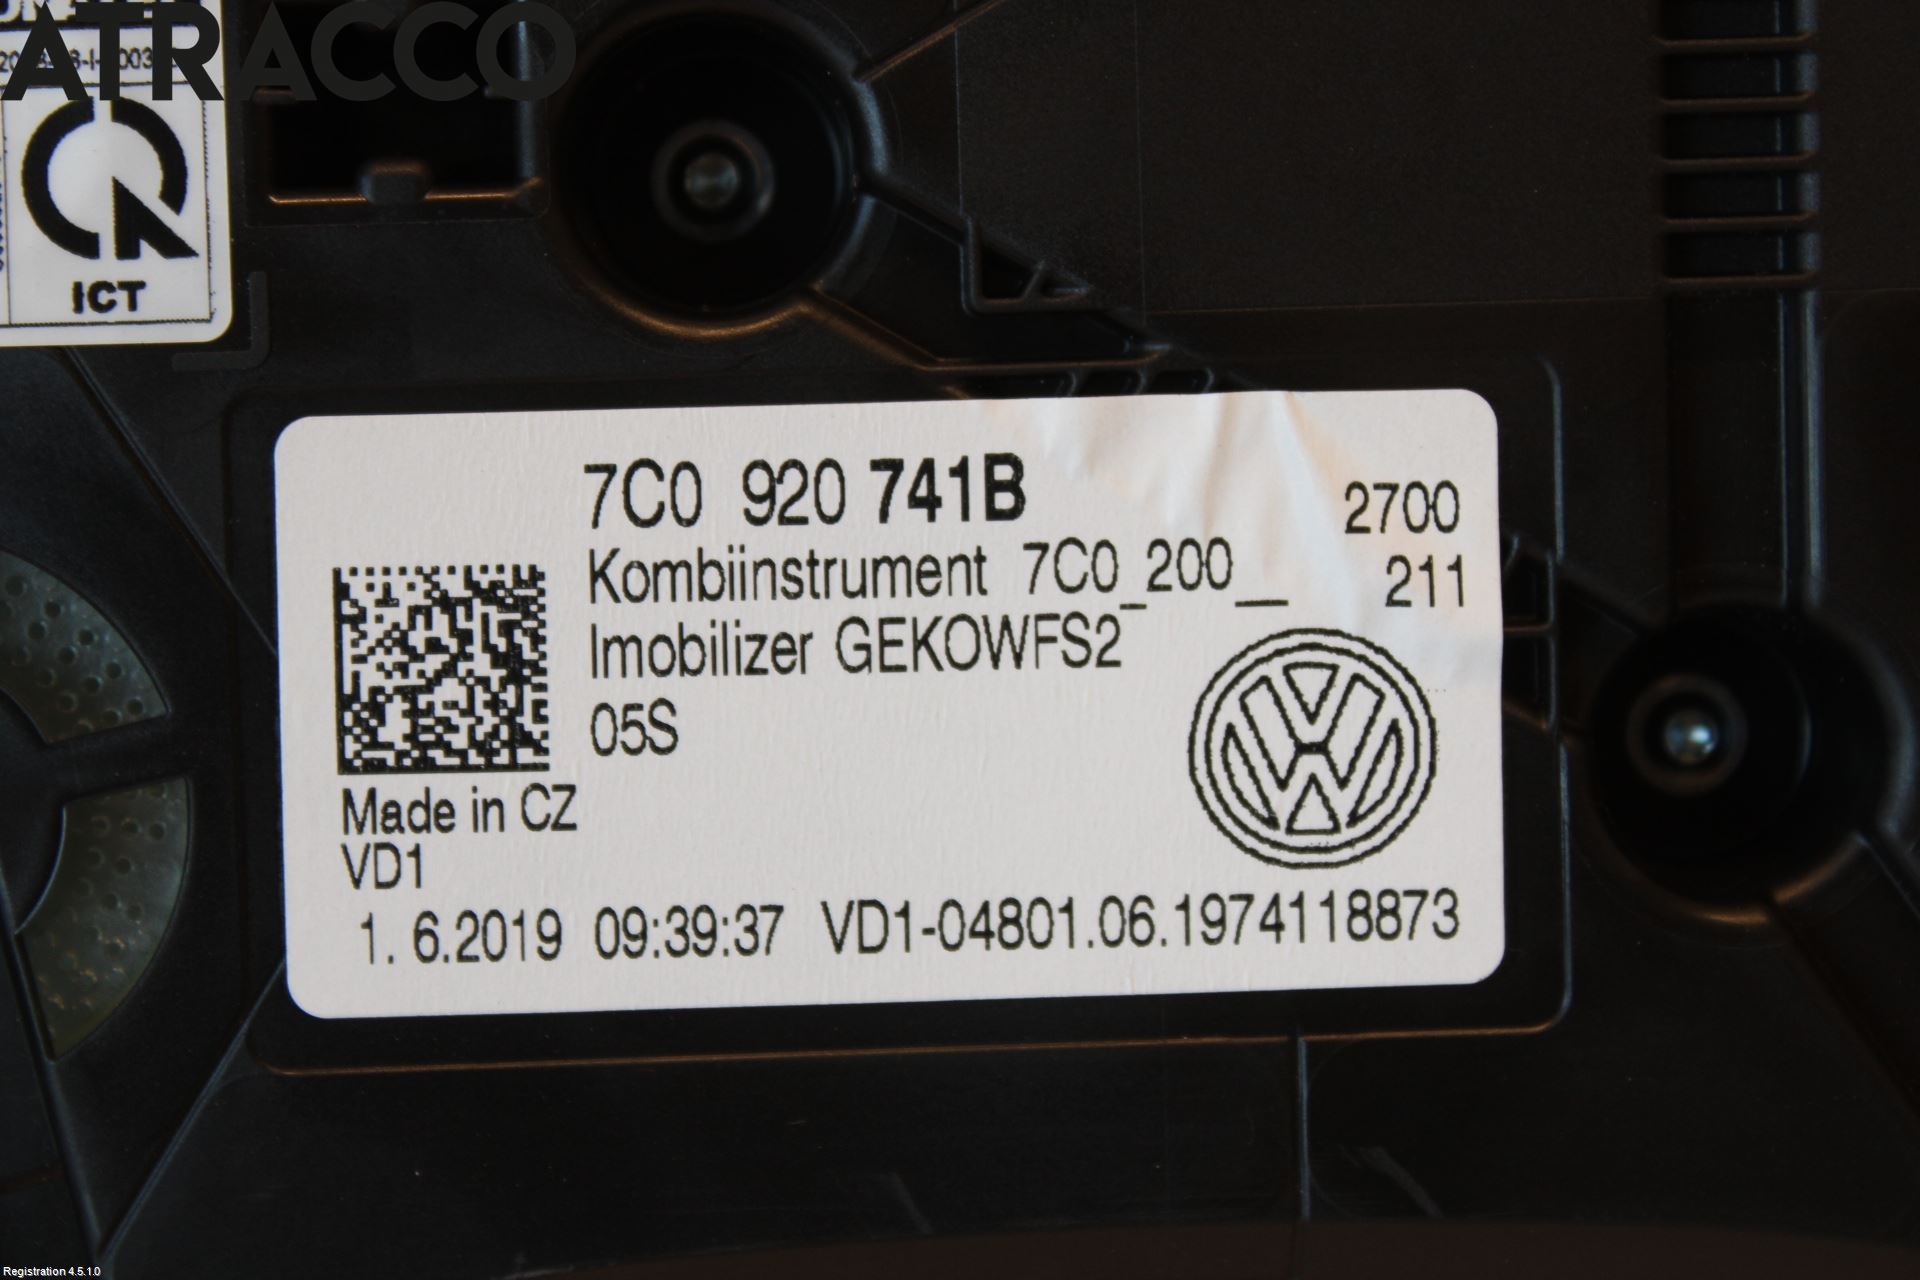 ATRACCO
ICT
7C0 920 741B
2700
Kombiinstrument 7C0_200__
211
Imobilizer GEKOWFS2
05S
Made in CZ
VD1
1. 6.2019 09:39:37 VD1-04801.06.1974118873
Registration 4.5.1.0